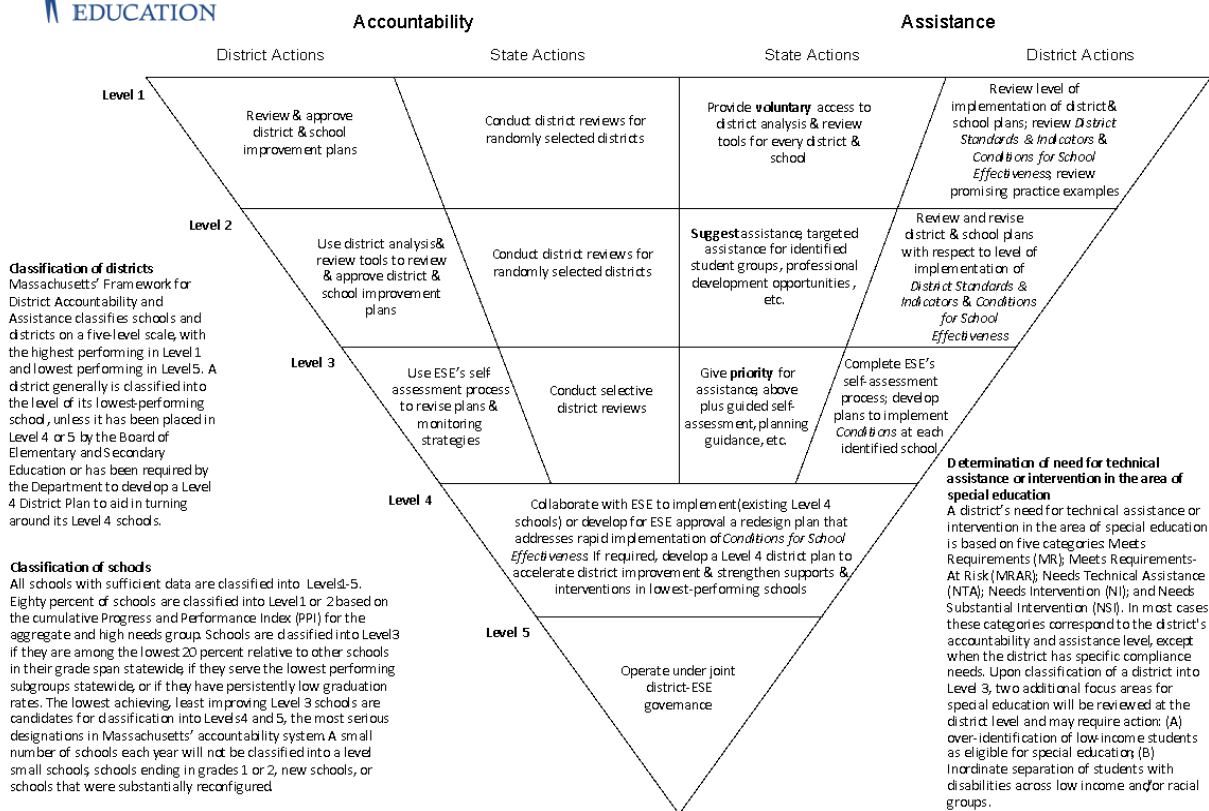 EDUCATION
Accountability
Assistance
District Actions
State Actions
State Actions
District Actions
Level 1
Review & approve
district & school
improvement plans
Conduct district reviews for
randomly selected districts
Provide voluntary access to
district analysis & review
tools for every district &
school
Review level of
implementation of district &
school plans; review District
Standards & Indicators &
Conditions for School
Effectiveness; review
promising practice examples
Level 2
Use district analysis &
review tools to review
& approve district &
school improvement
plans
Conduct district reviews for
randomly selected districts
Suggest assistance; targeted
assistance for identified
student groups, professional
development opportunities,
etc.
Review and revise
district & school plans
with respect to level of
implementation of
District Standards &
Indicators & Conditions
for School
Effectiveness
Level 3
Use ESE's self
assessment process
to revise plans &
monitoring
strategies
Conduct selective
district reviews
Give priority for
assistance; above
plus guided self-
assessment, planning
guidance, etc.
Complete ESE's
self-assessment
process; develop
plans to implement
Conditions at each
identified school
Level 4
Collaborate with ESE to implement (existing Level 4
schools) or develop for ESE approval a redesign plan that
addresses rapid implementation of Conditions for School
Effectiveness. If required, develop a Level 4 district plan to
accelerate district improvement & strengthen supports &
interventions in lowest-performing schools
Level 5
Operate under joint
district-ESE
governance
Classification of districts
Massachusetts' Framework for
District Accountability and
Assistance classifies schools and
districts on a five-level scale, with
the highest performing in Level 1
and lowest performing in Level 5. A
district generally is classified into
the level of its lowest-performing
school, unless it has been placed in
Level 4 or 5 by the Board of
Elementary and Secondary
Education or has been required by
the Department to develop a Level
4 District Plan to aid in turning
around its Level 4 schools.
Classification of schools
All schools with sufficient data are classified into Levels 1-5.
Eighty percent of schools are classified into Level 1 or 2 based on
the cumulative Progress and Performance Index (PPI) for the
aggregate and high needs group. Schools are classified into Level 3
if they are among the lowest 20 percent relative to other schools
in their grade span statewide, if they serve the lowest performing
subgroups statewide, or if they have persistently low graduation
rates. The lowest achieving, least improving Level 3 schools are
candidates for classification into Levels 4 and 5, the most serious
designations in Massachusetts' accountability system. A small
number of schools each year will not be classified into a level:
small schools, schools ending in grades 1 or 2, new schools, or
schools that were substantially reconfigured.
Determination of need for technical
assistance or intervention in the area of
special education
A district's need for technical assistance or
intervention in the area of special education
is based on five categories: Meets
Requirements (MR); Meets Requirements-
At Risk (MRAR); Needs Technical Assistance
(NTA); Needs Intervention (NI); and Needs
Substantial Intervention (NSI). In most cases
these categories correspond to the district's
accountability and assistance level, except
when the district has specific compliance
needs. Upon classification of a district into
Level 3, two additional focus areas for
special education will be reviewed at the
district level and may require action: (A)
over-identification of low-income students
as eligible for special education; (B)
Inordinate separation of students with
disabilities across low income and/or racial
groups.